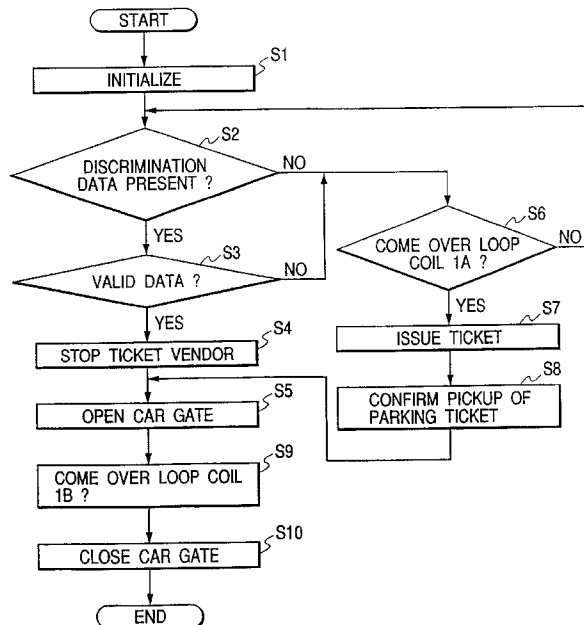 START
S1
INITIALIZE
S2
DISCRIMINATION
DATA PRESENT ?
NO
YES
S3
VALID DATA ?
NO
YES
S4
STOP TICKET VENDOR
S5
OPEN CAR GATE
S9
COME OVER LOOP COIL
1B ?
S10
CLOSE CAR GATE
END
S6
COME OVER LOOP
COIL 1A ?
NO
YES
S7
ISSUE TICKET
S8
CONFIRM PICKUP OF
PARKING TICKET